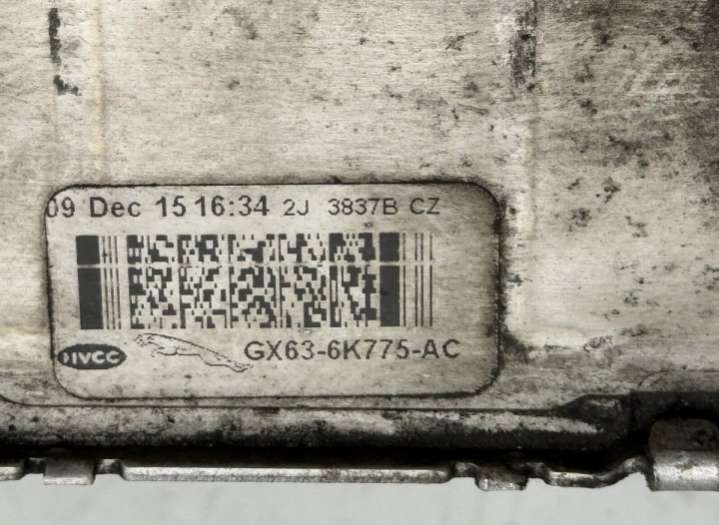 09 Dec 15 16:34 2J 3837B CZ
IVCC GX63-6K775-AC